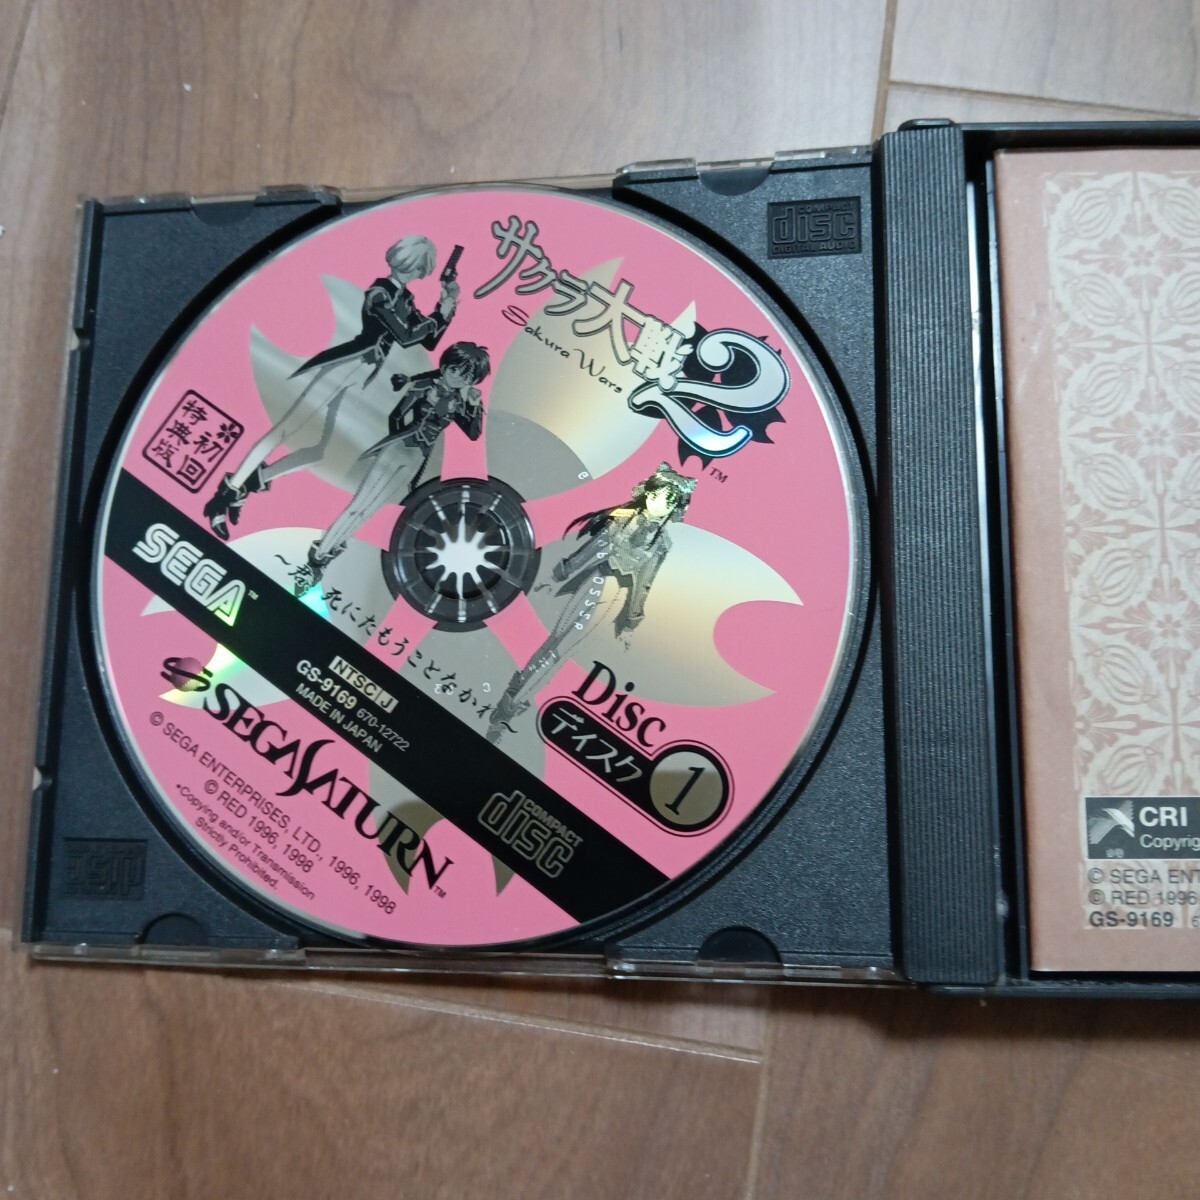 サクラ大戦2
Sakura Wars
TM
初回
特典版
～君、死にたもうことなかれ～
SEGA
TM
NTSC J
GS-9169 670-12722
MADE IN JAPAN
SEGA SATURN
TM
Disc
ディスク 1
COMPACT
disc
© SEGA ENTERPRISES, LTD., 1996, 1998
© RED 1996, 1998
•Copying and/or Transmission
Strictly Prohibited.
COMPACT
disc
DIGITAL AUDIO
CRI
© SEGA ENT
© RED 1996
GS-9169